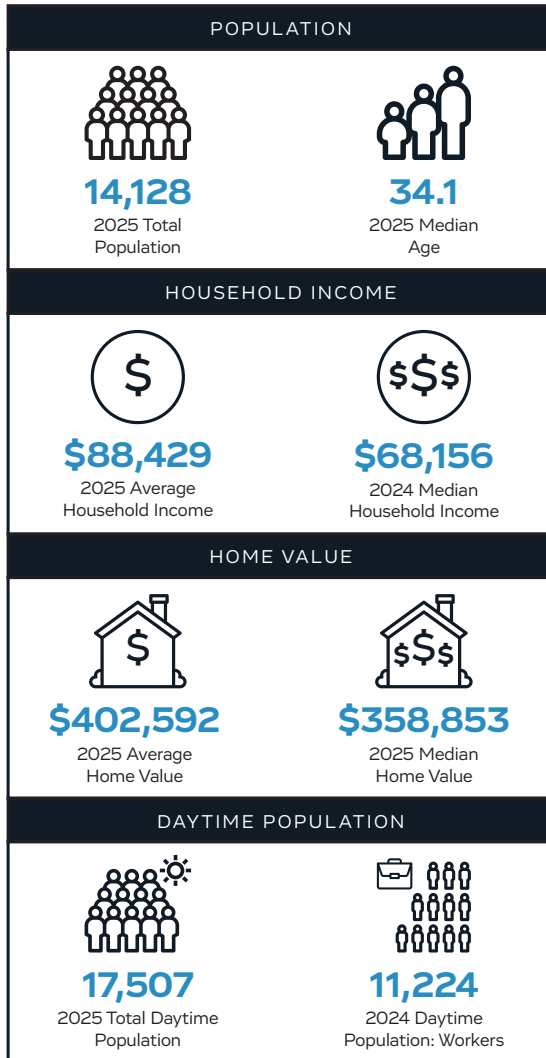 POPULATION
14,128
2025 Total
Population
34.1
2025 Median
Age
HOUSEHOLD INCOME
$
$88,429
2025 Average
Household Income
$$$
$68,156
2024 Median
Household Income
HOME VALUE
$
$402,592
2025 Average
Home Value
$$$
$358,853
2025 Median
Home Value
DAYTIME POPULATION
17,507
2025 Total Daytime
Population
11,224
2024 Daytime
Population: Workers